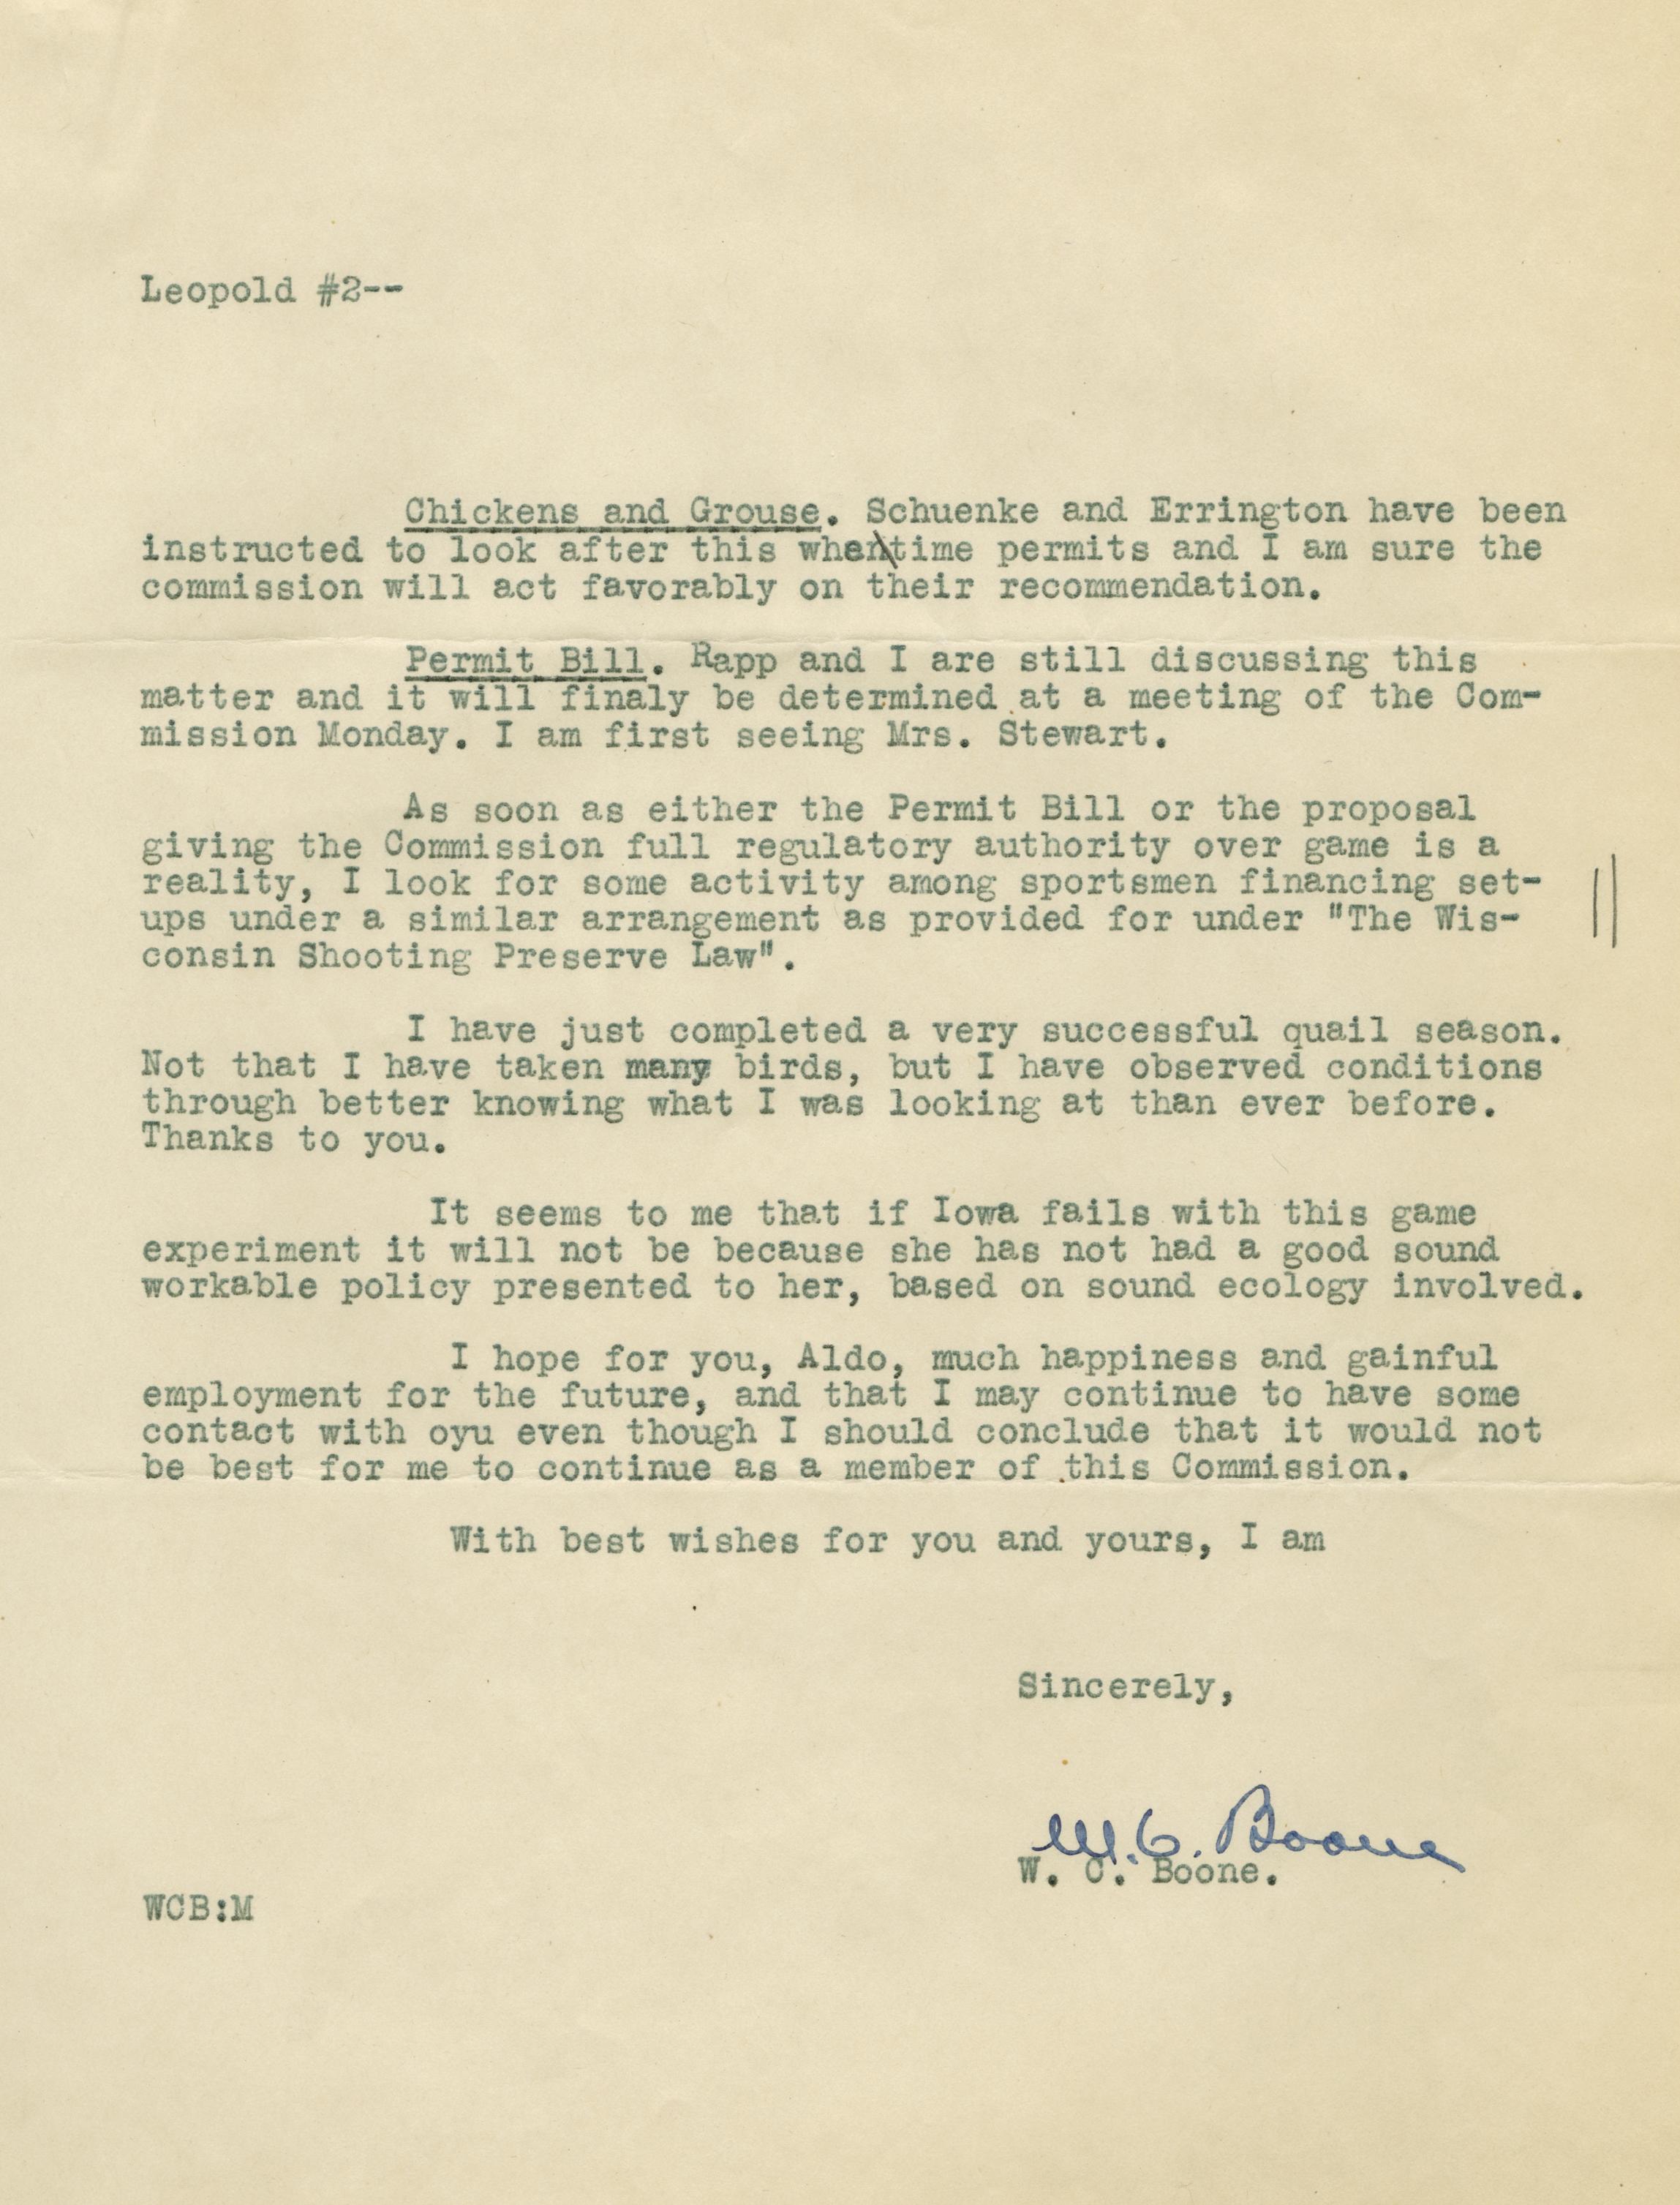 Leopold #2--
Chickens and Grouse. Schuenke and Errington have been
instructed to look after this when\time permits and I am sure the
commission will act favorably on their recommendation.
Permit Bill. Rapp and I are still discussing this
matter and it will finaly be determined at a meeting of the Com-
mission Monday. I am first seeing Mrs. Stewart.
As soon as either the Permit Bill or the proposal
giving the Commission full regulatory authority over game is a
reality, I look for some activity among sportsmen financing set-
ups under a similar arrangement as provided for under "The Wis-
consin Shooting Preserve Law".
I have just completed a very successful quail season.
Not that I have taken many birds, but I have observed conditions
through better knowing what I was looking at than ever before.
Thanks to you.
It seems to me that if Iowa fails with this game
experiment it will not be because she has not had a good sound
workable policy presented to her, based on sound ecology involved.
I hope for you, Aldo, much happiness and gainful
employment for the future, and that I may continue to have some
contact with oyu even though I should conclude that it would not
be best for me to continue as a member of this Commission.
With best wishes for you and yours, I am
Sincerely,
W. C. Boone
W. C. Boone.
WCB:M